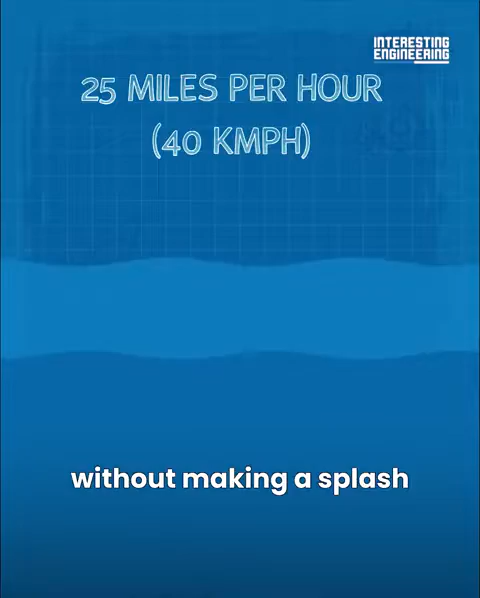 INTERESTING
ENGINEERING
25 MILES PER HOUR
(40 KMPH)
without making a splash